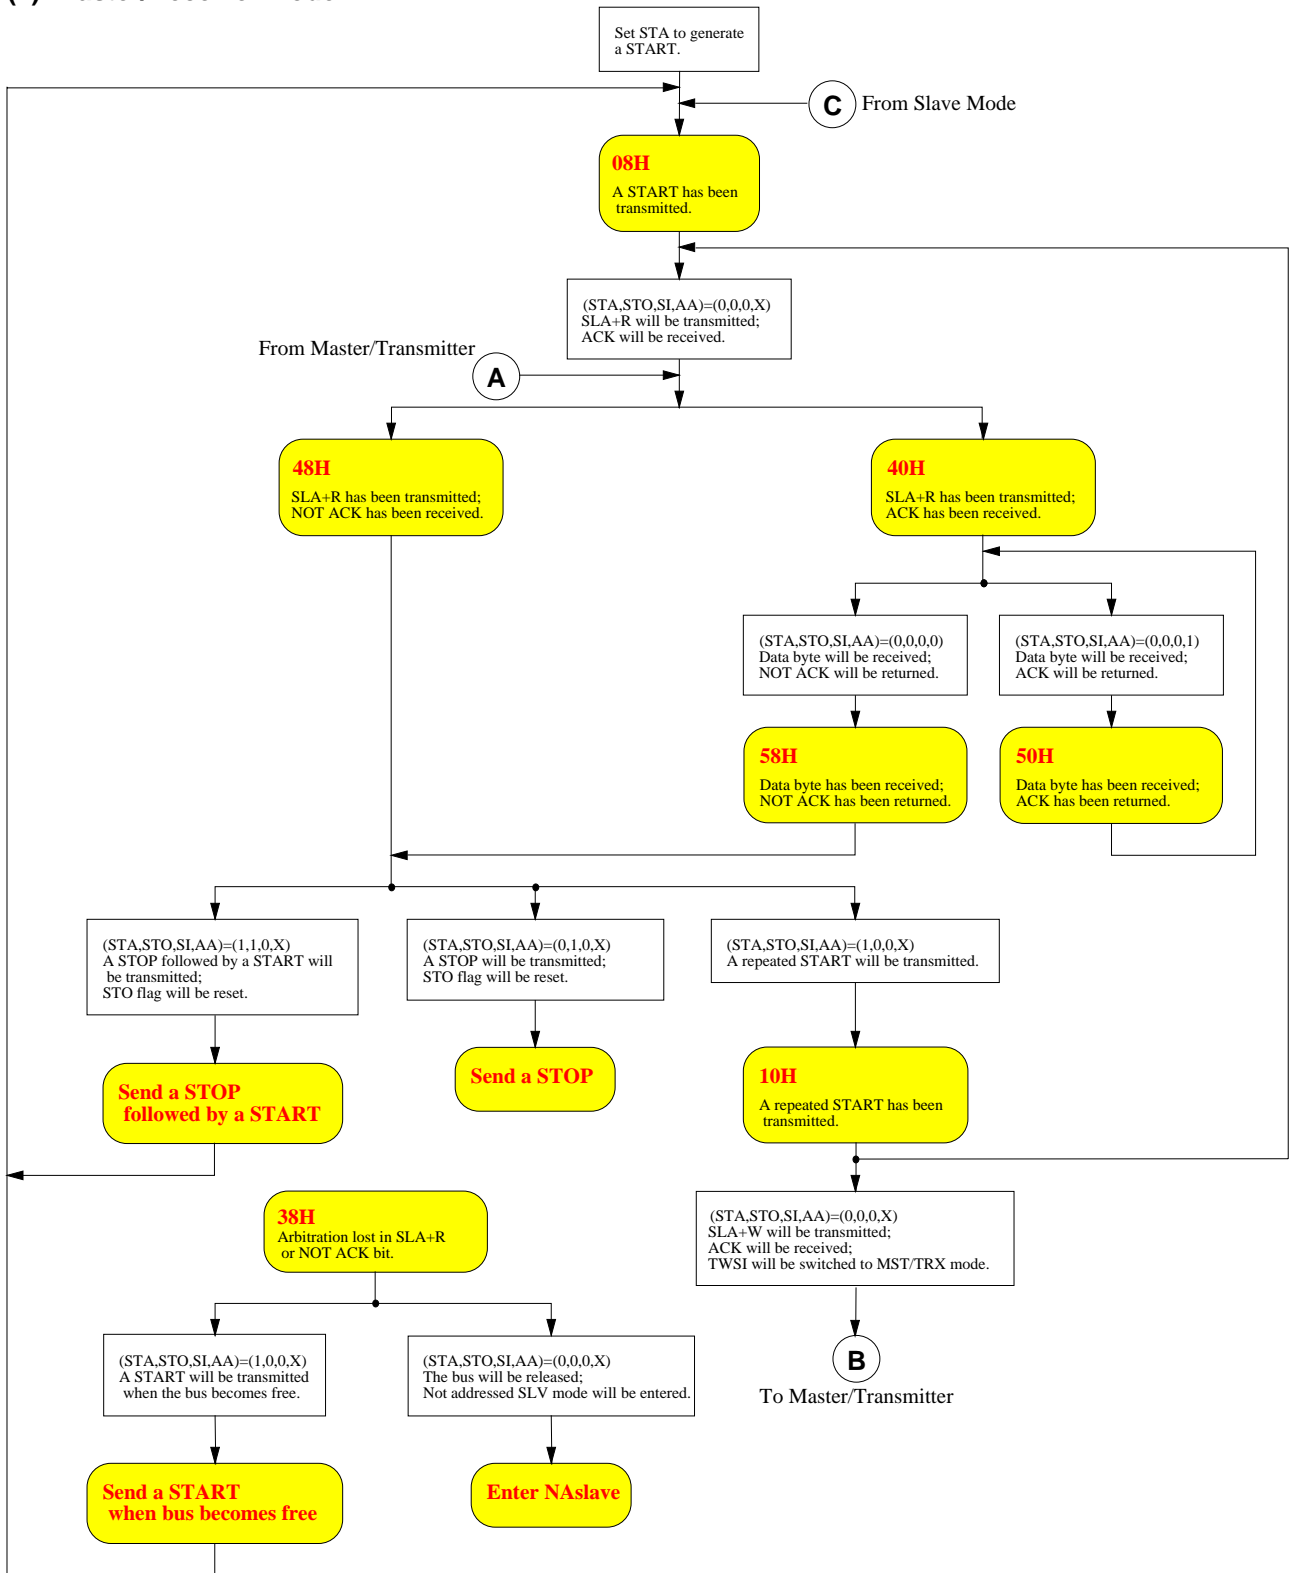 Set STA to generate
a START.
C
From Slave Mode
08H
A START has been
transmitted.
(STA,STO,SI,AA)=(0,0,0,X)
SLA+R will be transmitted;
ACK will be received.
From Master/Transmitter
A
48H
SLA+R has been transmitted;
NOT ACK has been received.
40H
SLA+R has been transmitted;
ACK has been received.
(STA,STO,SI,AA)=(0,0,0,0)
Data byte will be received;
NOT ACK will be returned.
(STA,STO,SI,AA)=(0,0,0,1)
Data byte will be received;
ACK will be returned.
58H
Data byte has been received;
NOT ACK has been returned.
50H
Data byte has been received;
ACK has been returned.
(STA,STO,SI,AA)=(1,1,0,X)
A STOP followed by a START will
be transmitted;
STO flag will be reset.
(STA,STO,SI,AA)=(0,1,0,X)
A STOP will be transmitted;
STO flag will be reset.
(STA,STO,SI,AA)=(1,0,0,X)
A repeated START will be transmitted.
Send a STOP
followed by a START
Send a STOP
10H
A repeated START has been
transmitted.
38H
Arbitration lost in SLA+R
or NOT ACK bit.
(STA,STO,SI,AA)=(0,0,0,X)
SLA+W will be transmitted;
ACK will be received;
TWSI will be switched to MST/TRX mode.
(STA,STO,SI,AA)=(1,0,0,X)
A START will be transmitted
when the bus becomes free.
(STA,STO,SI,AA)=(0,0,0,X)
The bus will be released;
Not addressed SLV mode will be entered.
B
To Master/Transmitter
Send a START
when bus becomes free
Enter NAslave